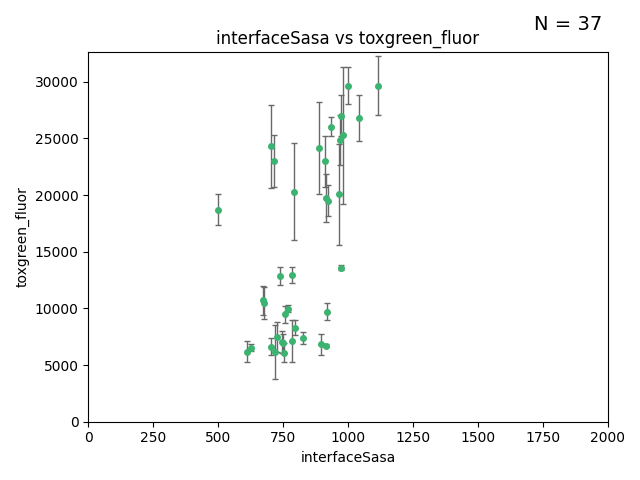 N = 37
interfaceSasa vs toxgreen_fluor
toxgreen_fluor
30000
25000
20000
15000
10000
5000
0
0 250 500 750 1000 1250 1500 1750 2000
interfaceSasa